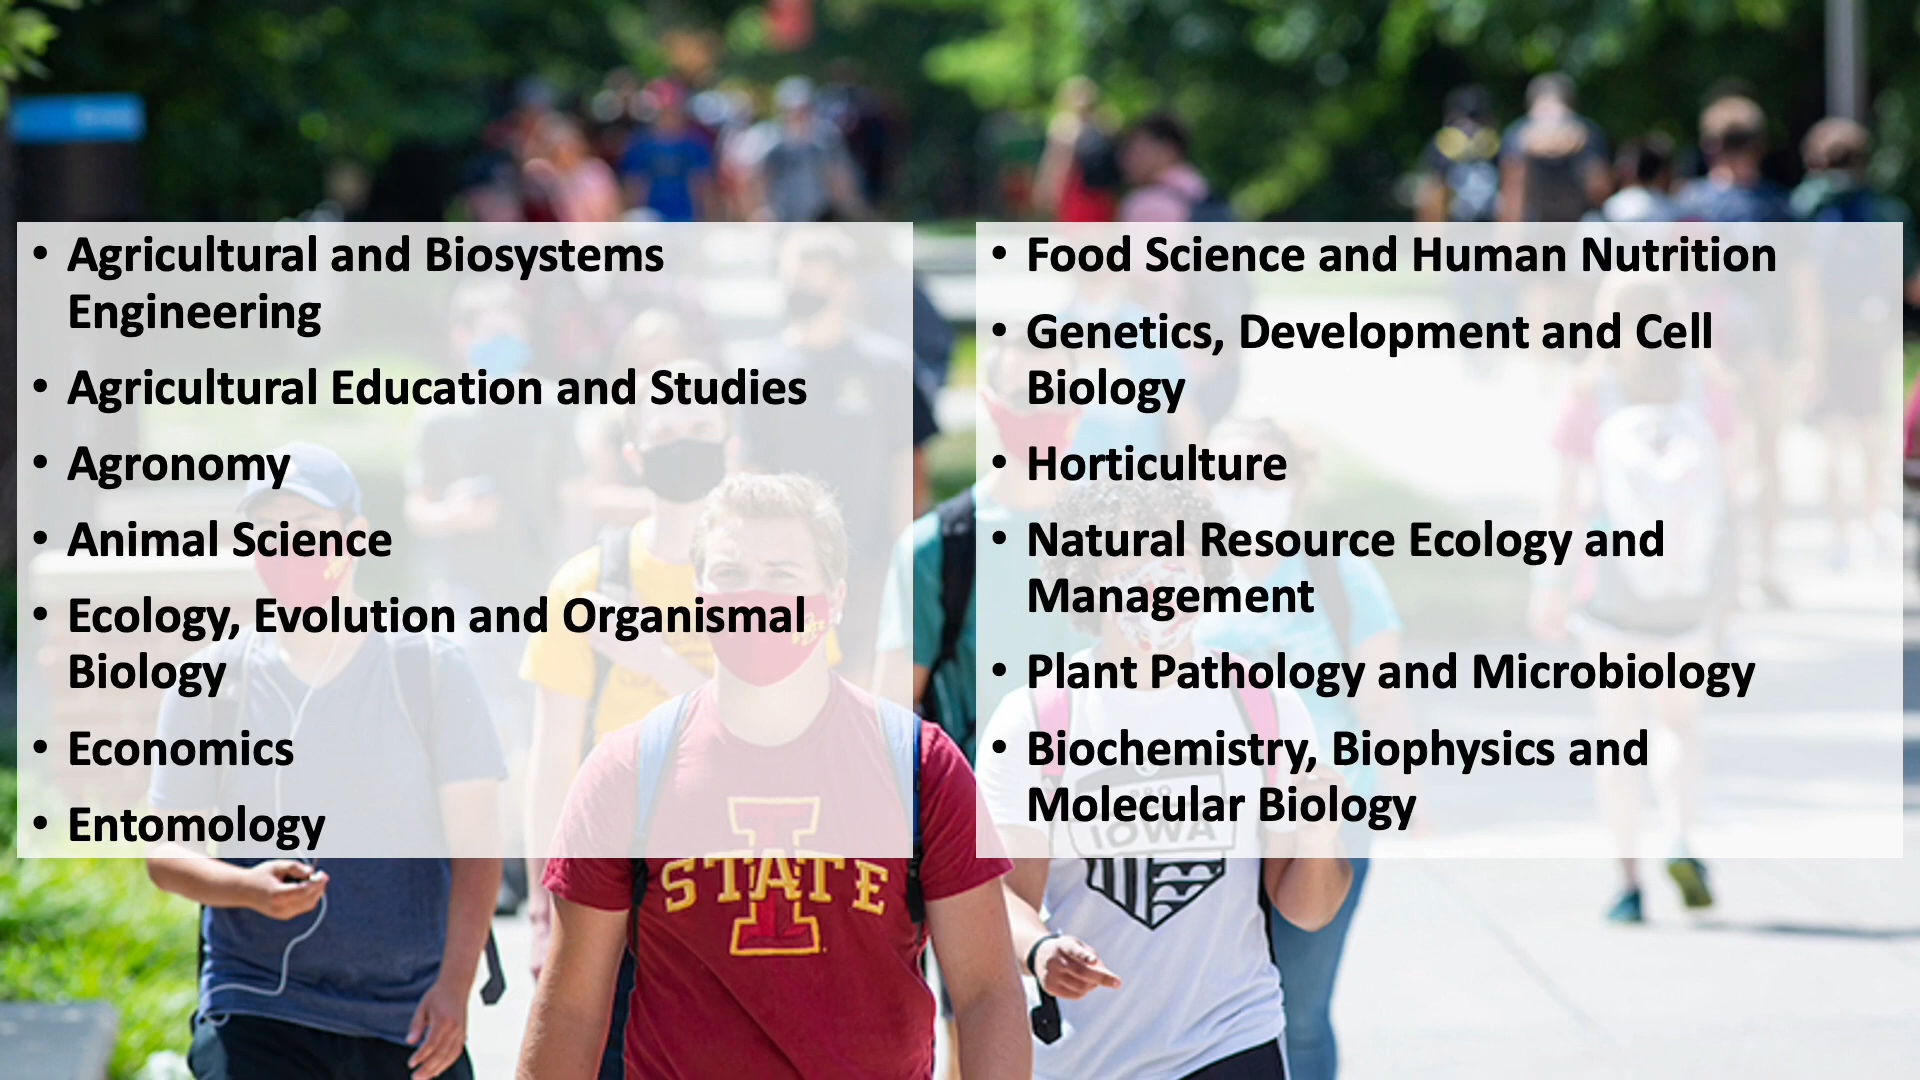 • Agricultural and Biosystems
Engineering
• Agricultural Education and Studies
• Agronomy
• Animal Science
• Ecology, Evolution and Organismal
Biology
• Economics
• Entomology
• Food Science and Human Nutrition
• Genetics, Development and Cell
Biology
• Horticulture
• Natural Resource Ecology and
Management
• Plant Pathology and Microbiology
• Biochemistry, Biophysics and
Molecular Biology
I
STATE
IOWA